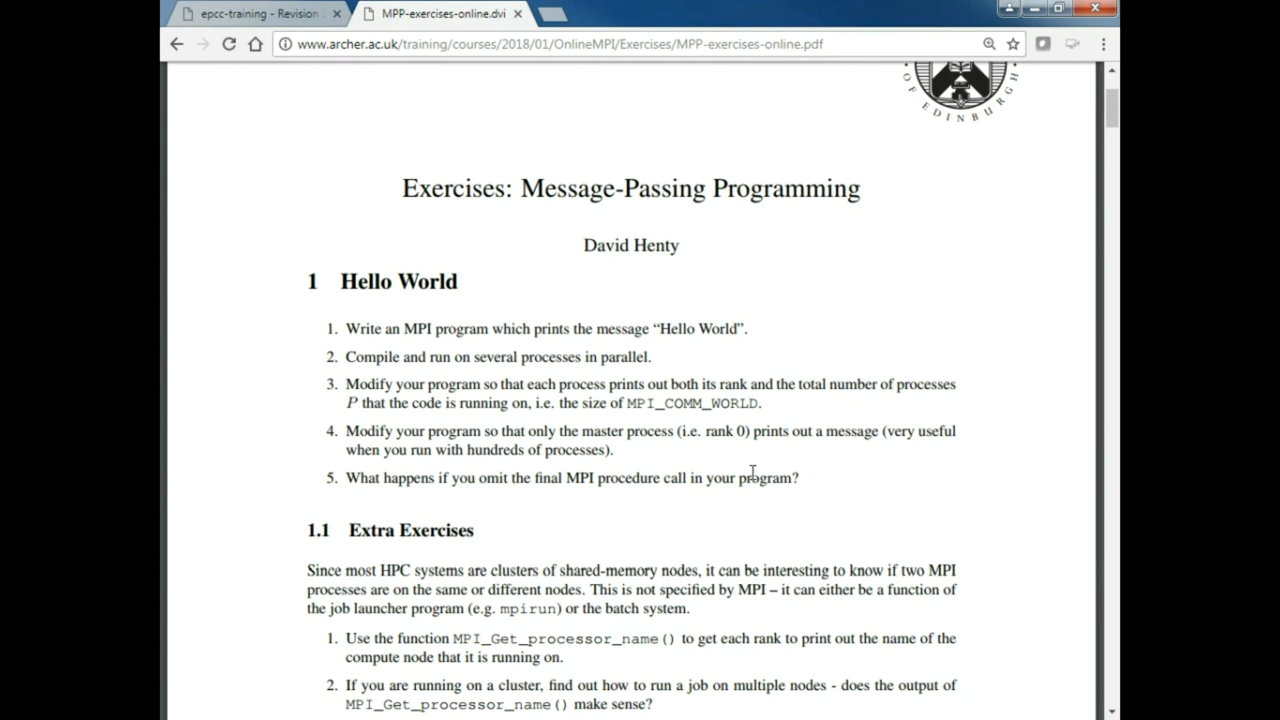 epcc-training - Revision
MPP-exercises-online.dvi
www.archer.ac.uk/training/courses/2018/01/OnlineMPI/Exercises/MPP-exercises-online.pdf
OF EDINBURGH
Exercises: Message-Passing Programming
David Henty
1 Hello World
1. Write an MPI program which prints the message “Hello World”.
2. Compile and run on several processes in parallel.
3. Modify your program so that each process prints out both its rank and the total number of processes
P that the code is running on, i.e. the size of MPI_COMM_WORLD.
4. Modify your program so that only the master process (i.e. rank 0) prints out a message (very useful
when you run with hundreds of processes).
5. What happens if you omit the final MPI procedure call in your program?
1.1 Extra Exercises
Since most HPC systems are clusters of shared-memory nodes, it can be interesting to know if two MPI
processes are on the same or different nodes. This is not specified by MPI – it can either be a function of
the job launcher program (e.g. mpirun) or the batch system.
1. Use the function MPI_Get_processor_name() to get each rank to print out the name of the
compute node that it is running on.
2. If you are running on a cluster, find out how to run a job on multiple nodes - does the output of
MPI_Get_processor_name() make sense?